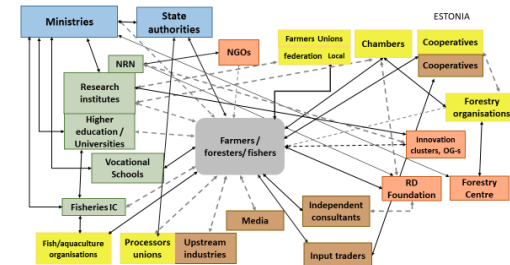 ESTONIA
Ministries
State
authorities
NRN
NGOs
Farmers Unions
federation Local
Chambers
Cooperatives
Cooperatives
Research
institutes
Higher
education /
Universities
Forestry
organisations
Farmers/
foresters/fishers
Innovation
clusters, OG-s
Vocational
Schools
RD
Foundation
Forestry
Centre
Fisheries IC
Independent
consultants
Media
Fish/aquaculture
organisations
Processors
unions
Upstream
industries
Input traders